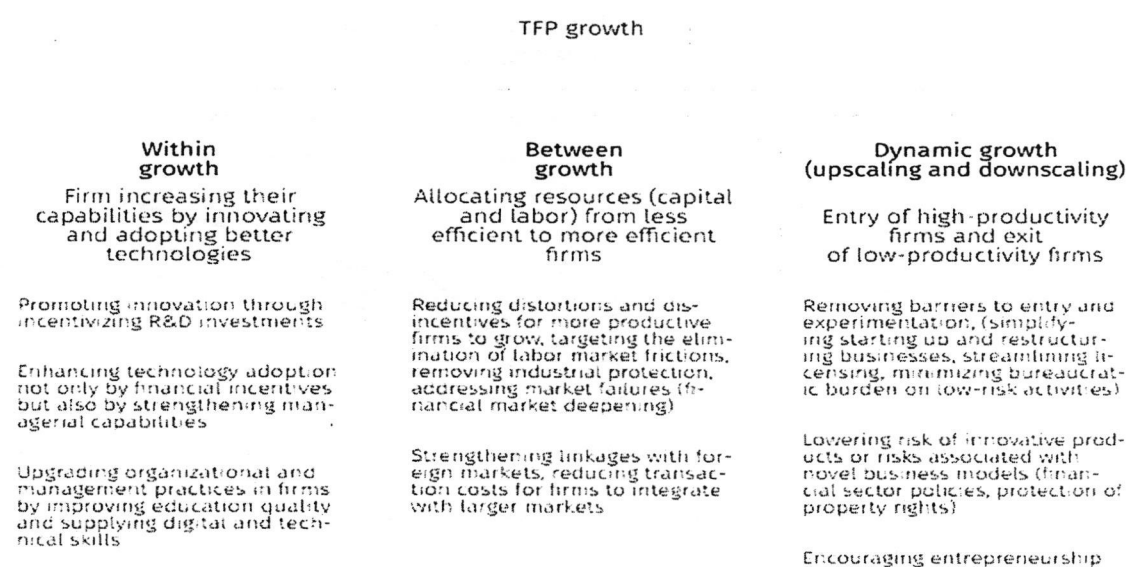 TFP growth
Within
growth
Firm increasing their
capabilities by innovating
and adopting better
technologies
Promoting innovation through
incentivizing R&D investments
Enhancing technology adoption
not only by financial incentives
but also by strengthening man-
agerial capabilities
Upgrading organizational and
management practices in firms
by improving education quality
and supplying digital and tech-
nical skills
Between
growth
Allocating resources (capital
and labor) from less
efficient to more efficient
firms
Reducing distortions and dis-
incentives for more productive
firms to grow, targeting the elim-
ination of labor market frictions,
removing industrial protection,
addressing market failures (fi-
nancial market deepening)
Strengthening linkages with for-
eign markets, reducing transac-
tion costs for firms to integrate
with larger markets
Dynamic growth
(upscaling and downscaling)
Entry of high-productivity
firms and exit
of low-productivity firms
Removing barriers to entry and
experimentation, (simplify-
ing starting up and restructur-
ing businesses, streamlining li-
censing, minimizing bureaucrat-
ic burden on low-risk activities)
Lowering risk of innovative prod-
ucts or risks associated with
novel business models (finan-
cial sector policies, protection of
property rights)
Encouraging entrepreneurship